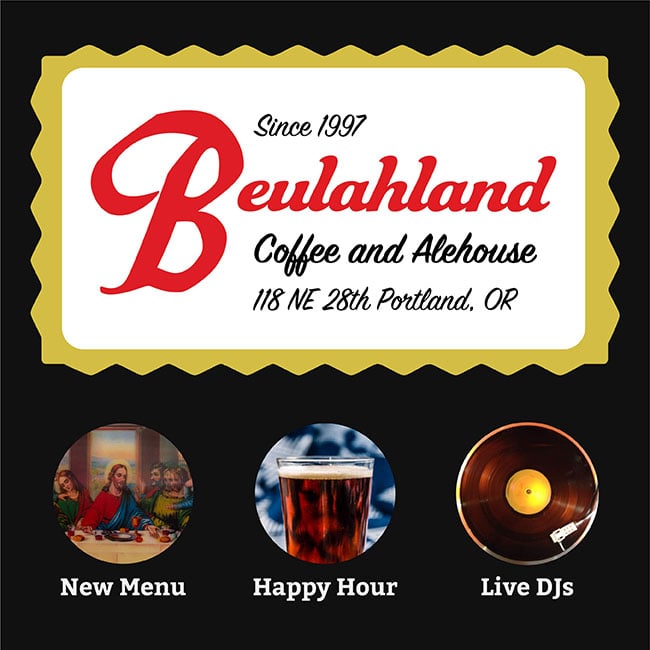 Since 1997
Beulahland
Coffee and Alehouse
118 NE 28th Portland, OR
New Menu
Happy Hour
Live DJs